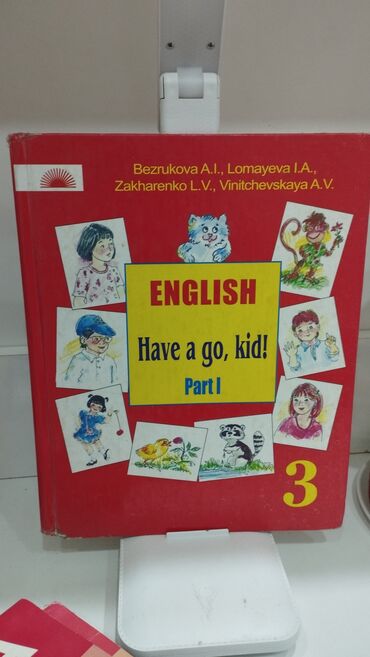 Bezrukova A.I., Lomayeva I.A.,
Zakharenko L.V., Vinitchevskaya A.V.
ENGLISH
Have a go, kid!
Part I
3